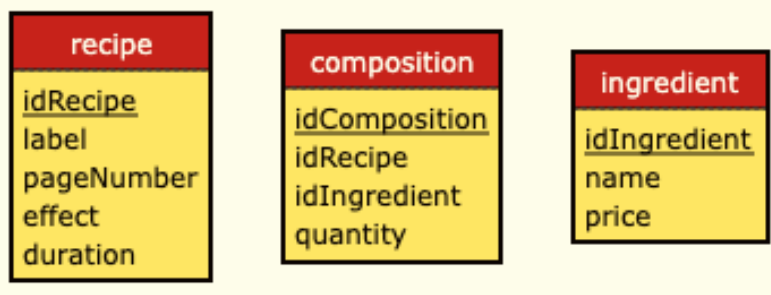 recipe
idRecipe
label
pageNumber
effect
duration
composition
idComposition
idRecipe
idIngredient
quantity
ingredient
idIngredient
name
price